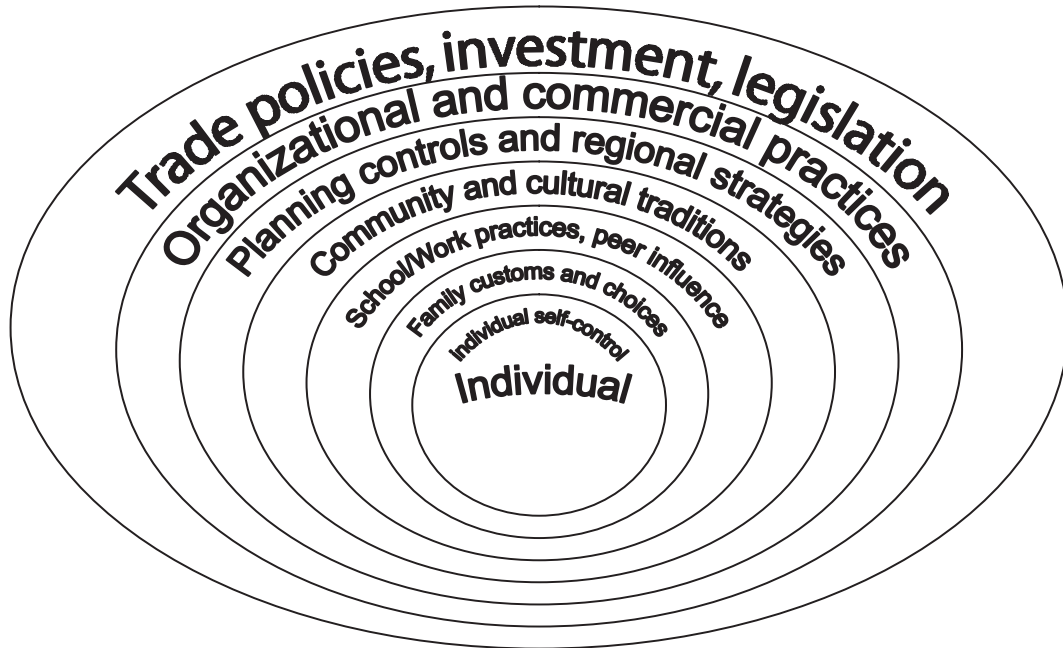 Trade policies, investment, legislation
Organizational and commercial practices
Planning controls and regional strategies
Community and cultural traditions
School/Work practices, peer influence
Family customs and choices
Individual self-control
Individual